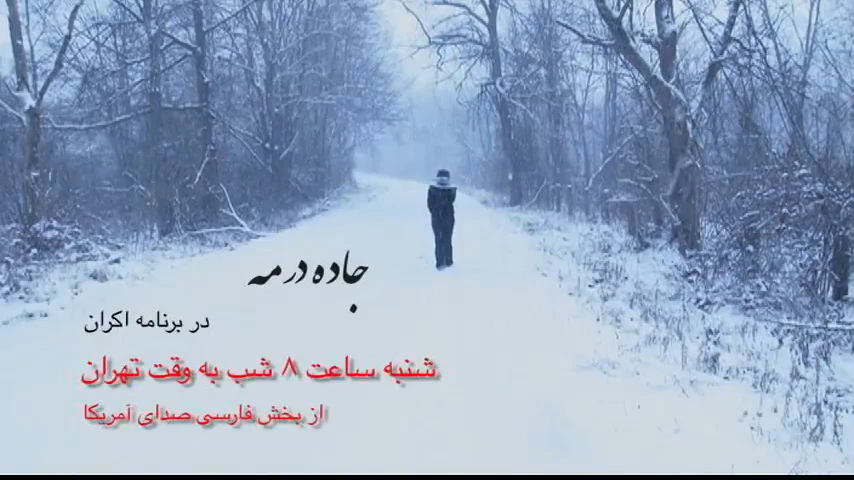 جاده در مه
در برنامه اکران
شنبه ساعت ۸ شب به وقت تهران
از بخش فارسی صدای آمریکا